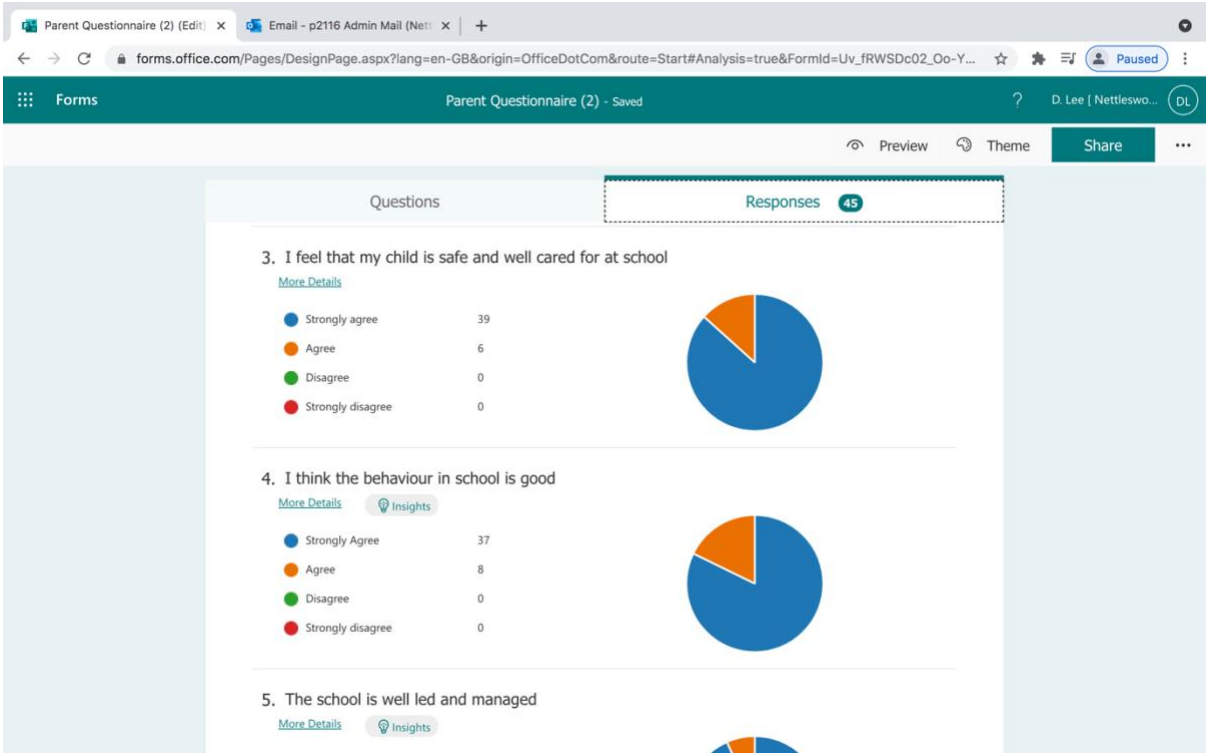 Parent Questionnaire (2) (Edit)
Email - p2116 Admin Mail (Nett
forms.office.com/Pages/DesignPage.aspx?lang=en-GB&origin=OfficeDotCom&route=Start#Analysis=true&FormId=Uv_fRWSDc02_Oo-Y...
Paused
Forms
Parent Questionnaire (2) - Saved
?
D. Lee [ Nettleswo...
DL
Preview
Theme
Share
...
Questions
Responses 45
3. I feel that my child is safe and well cared for at school
More Details
Strongly agree 39
Agree 6
Disagree 0
Strongly disagree 0
4. I think the behaviour in school is good
More Details Insights
Strongly Agree 37
Agree 8
Disagree 0
Strongly disagree 0
5. The school is well led and managed
More Details Insights